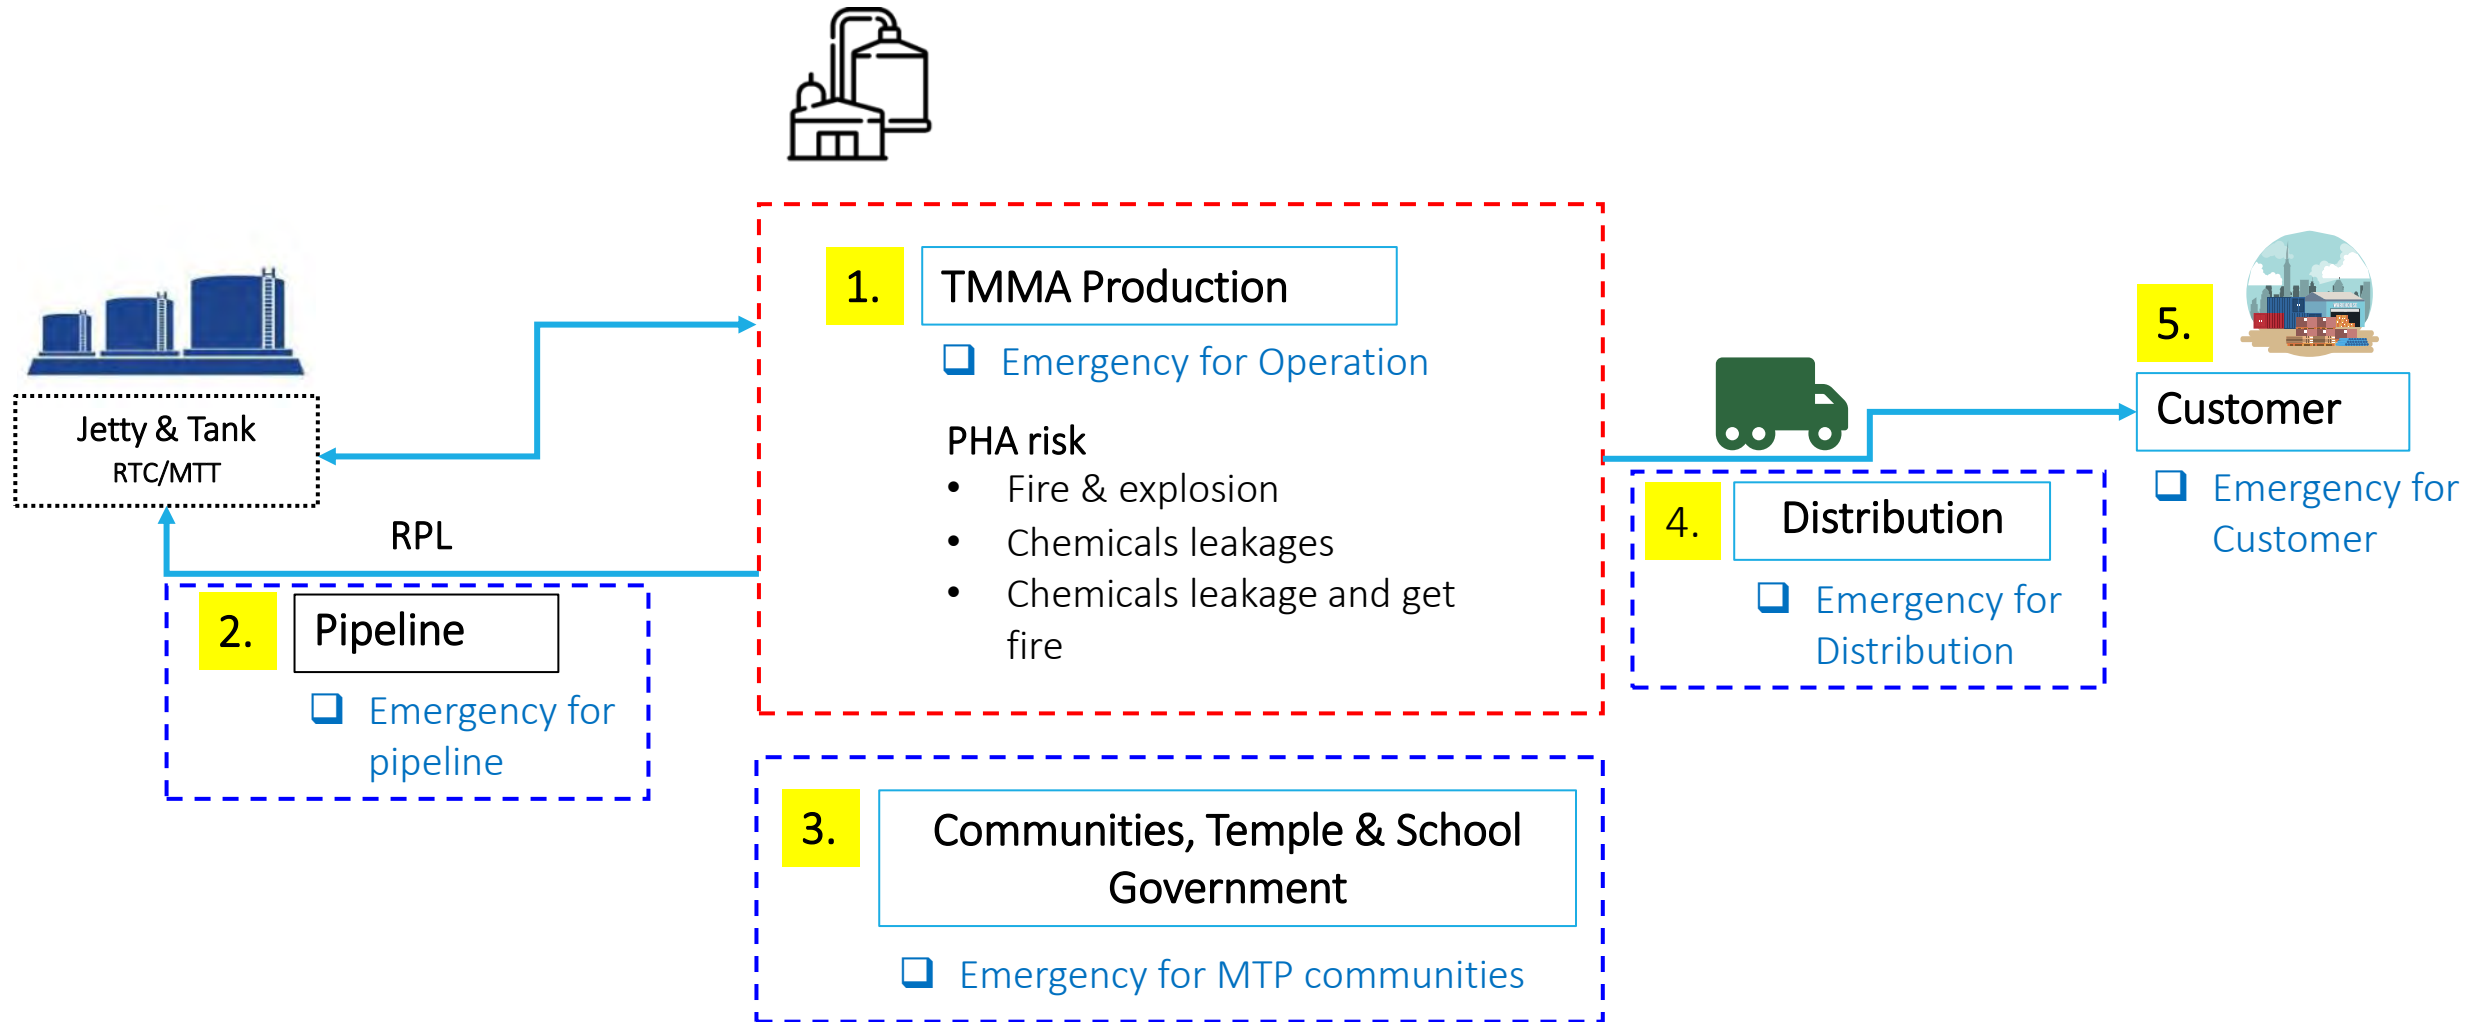 1.
TMMA Production
Emergency for Operation
PHA risk
• Fire & explosion
• Chemicals leakages
• Chemicals leakage and get
fire
Jetty & Tank
RTC/MTT
RPL
2.
Pipeline
Emergency for
pipeline
3.
Communities, Temple & School
Government
Emergency for MTP communities
4.
Distribution
Emergency for
Distribution
5.
Customer
Emergency for
Customer